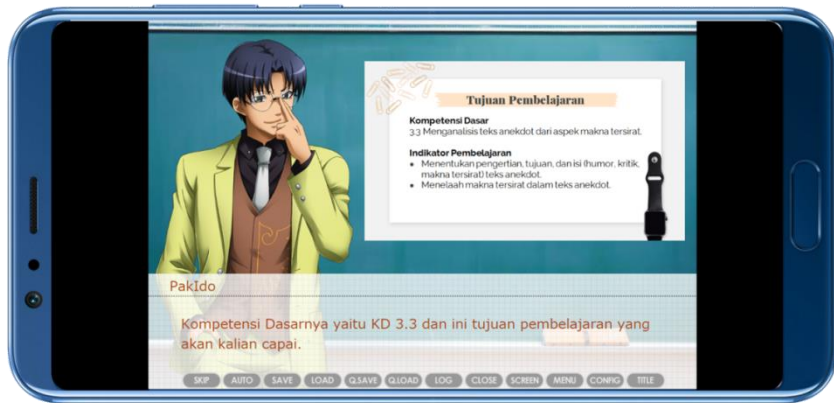 Tujuan Pembelajaran
Kompetensi Dasar
3.3 Menganalisis teks anekdot dari aspek makna tersirat.
Indikator Pembelajaran
• Menentukan pengertian, tujuan, dan isi (humor, kritik,
makna tersirat) teks anekdot.
• Menelaah makna tersirat dalam teks anekdot.
PakIdo
Kompetensi Dasarnya yaitu KD 3.3 dan ini tujuan pembelajaran yang
akan kalian capai.
SKIP AUTO SAVE LOAD Q.SAVE Q.LOAD LOG CLOSE SCREEN MENU CONFIG TITLE